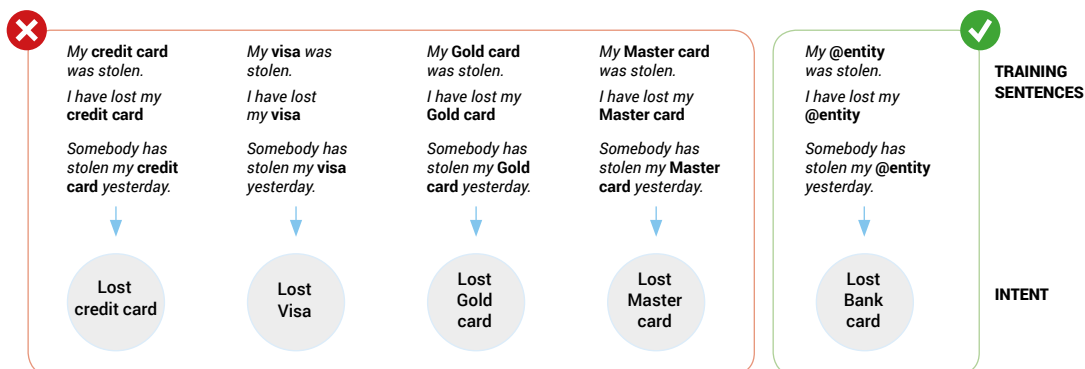 My credit card
was stolen.
I have lost my
credit card
Somebody has
stolen my credit
card yesterday.
Lost
credit card
My visa was
stolen.
I have lost
my visa
Somebody has
stolen my visa
yesterday.
Lost
Visa
My Gold card
was stolen.
I have lost my
Gold card
Somebody has
stolen my Gold
card yesterday.
Lost
Gold
card
My Master card
was stolen.
I have lost my
Master card
Somebody has
stolen my Master
card yesterday.
Lost
Master
card
My @entity
was stolen.
I have lost my
@entity
Somebody has
stolen my @entity
yesterday.
Lost
Bank
card
TRAINING
SENTENCES
INTENT